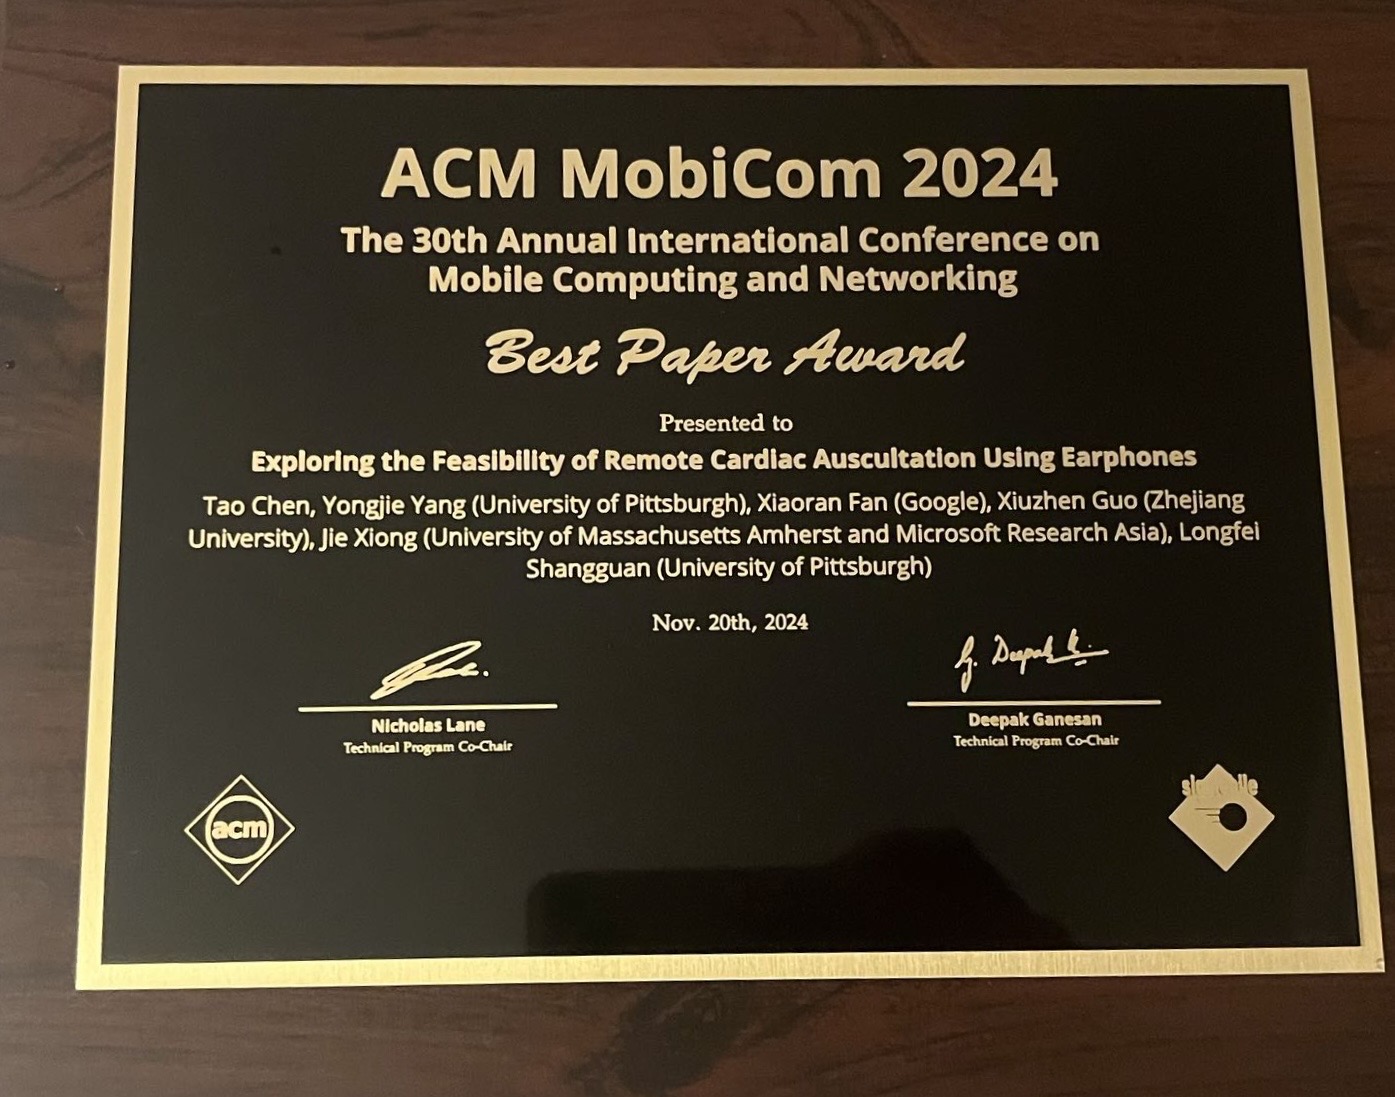 ACM MobiCom 2024
The 30th Annual International Conference on
Mobile Computing and Networking
Best Paper Award
Presented to
Exploring the Feasibility of Remote Cardiac Auscultation Using Earphones
Tao Chen, Yongjie Yang (University of Pittsburgh), Xiaoran Fan (Google), Xiuzhen Guo (Zhejiang
University), Jie Xiong (University of Massachusetts Amherst and Microsoft Research Asia), Longfei
Shangguan (University of Pittsburgh)
Nov. 20th, 2024
G. Deepak K.
Nicholas Lane
Technical Program Co-Chair
Deepak Ganesan
Technical Program Co-Chair
acm